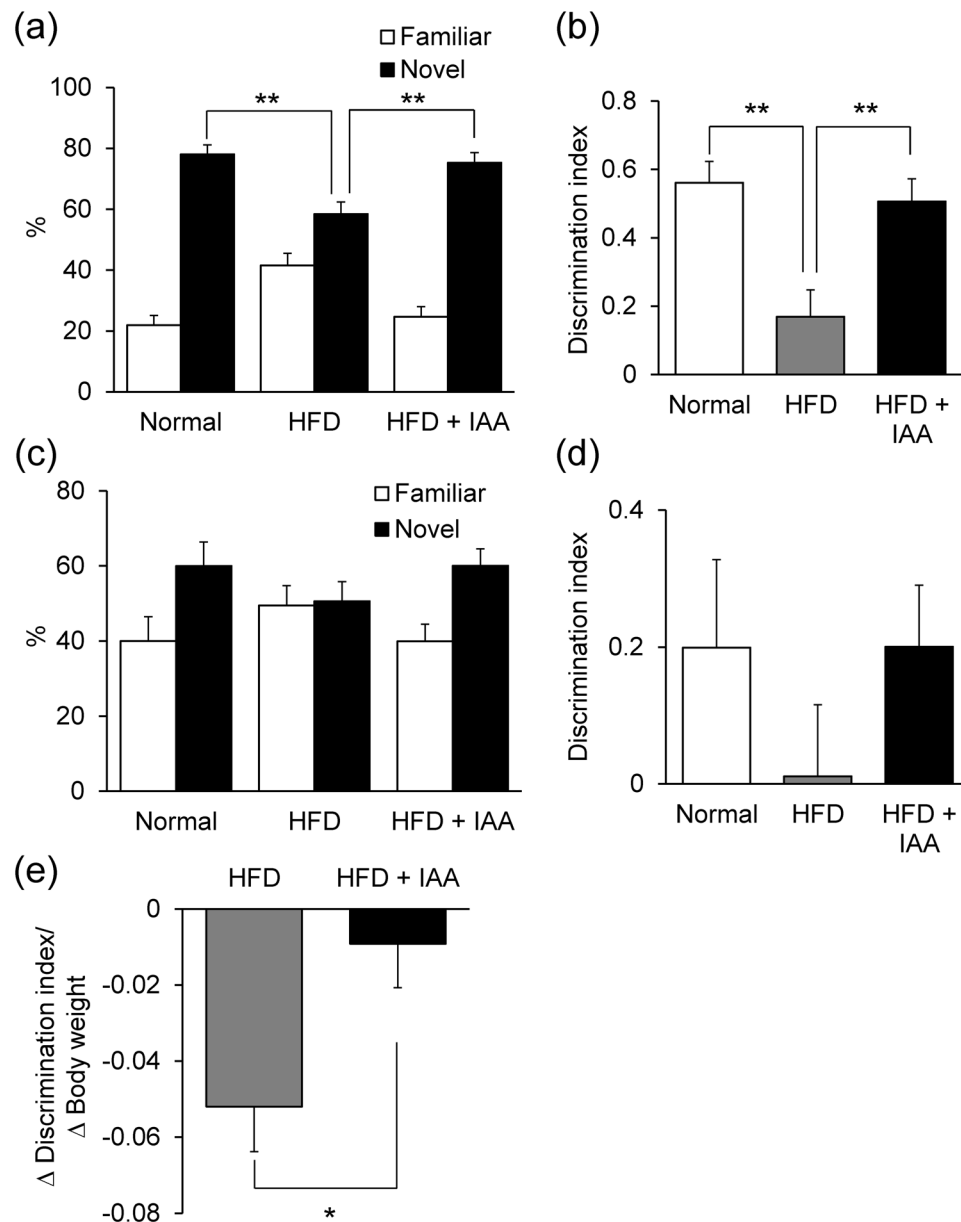 (a)
Familiar
Novel
100
80
60
40
20
0
%
**
**
Normal
HFD
HFD + IAA
(b)
0.8
0.6
0.4
0.2
0
Discrimination index
**
**
Normal
HFD
HFD +
IAA
(c)
Familiar
Novel
80
60
40
20
0
%
Normal
HFD
HFD + IAA
(d)
0.4
0.2
0
Discrimination index
Normal
HFD
HFD +
IAA
(e)
HFD
HFD + IAA
0
-0.02
-0.04
-0.06
-0.08
Δ Discrimination index/
Δ Body weight
*